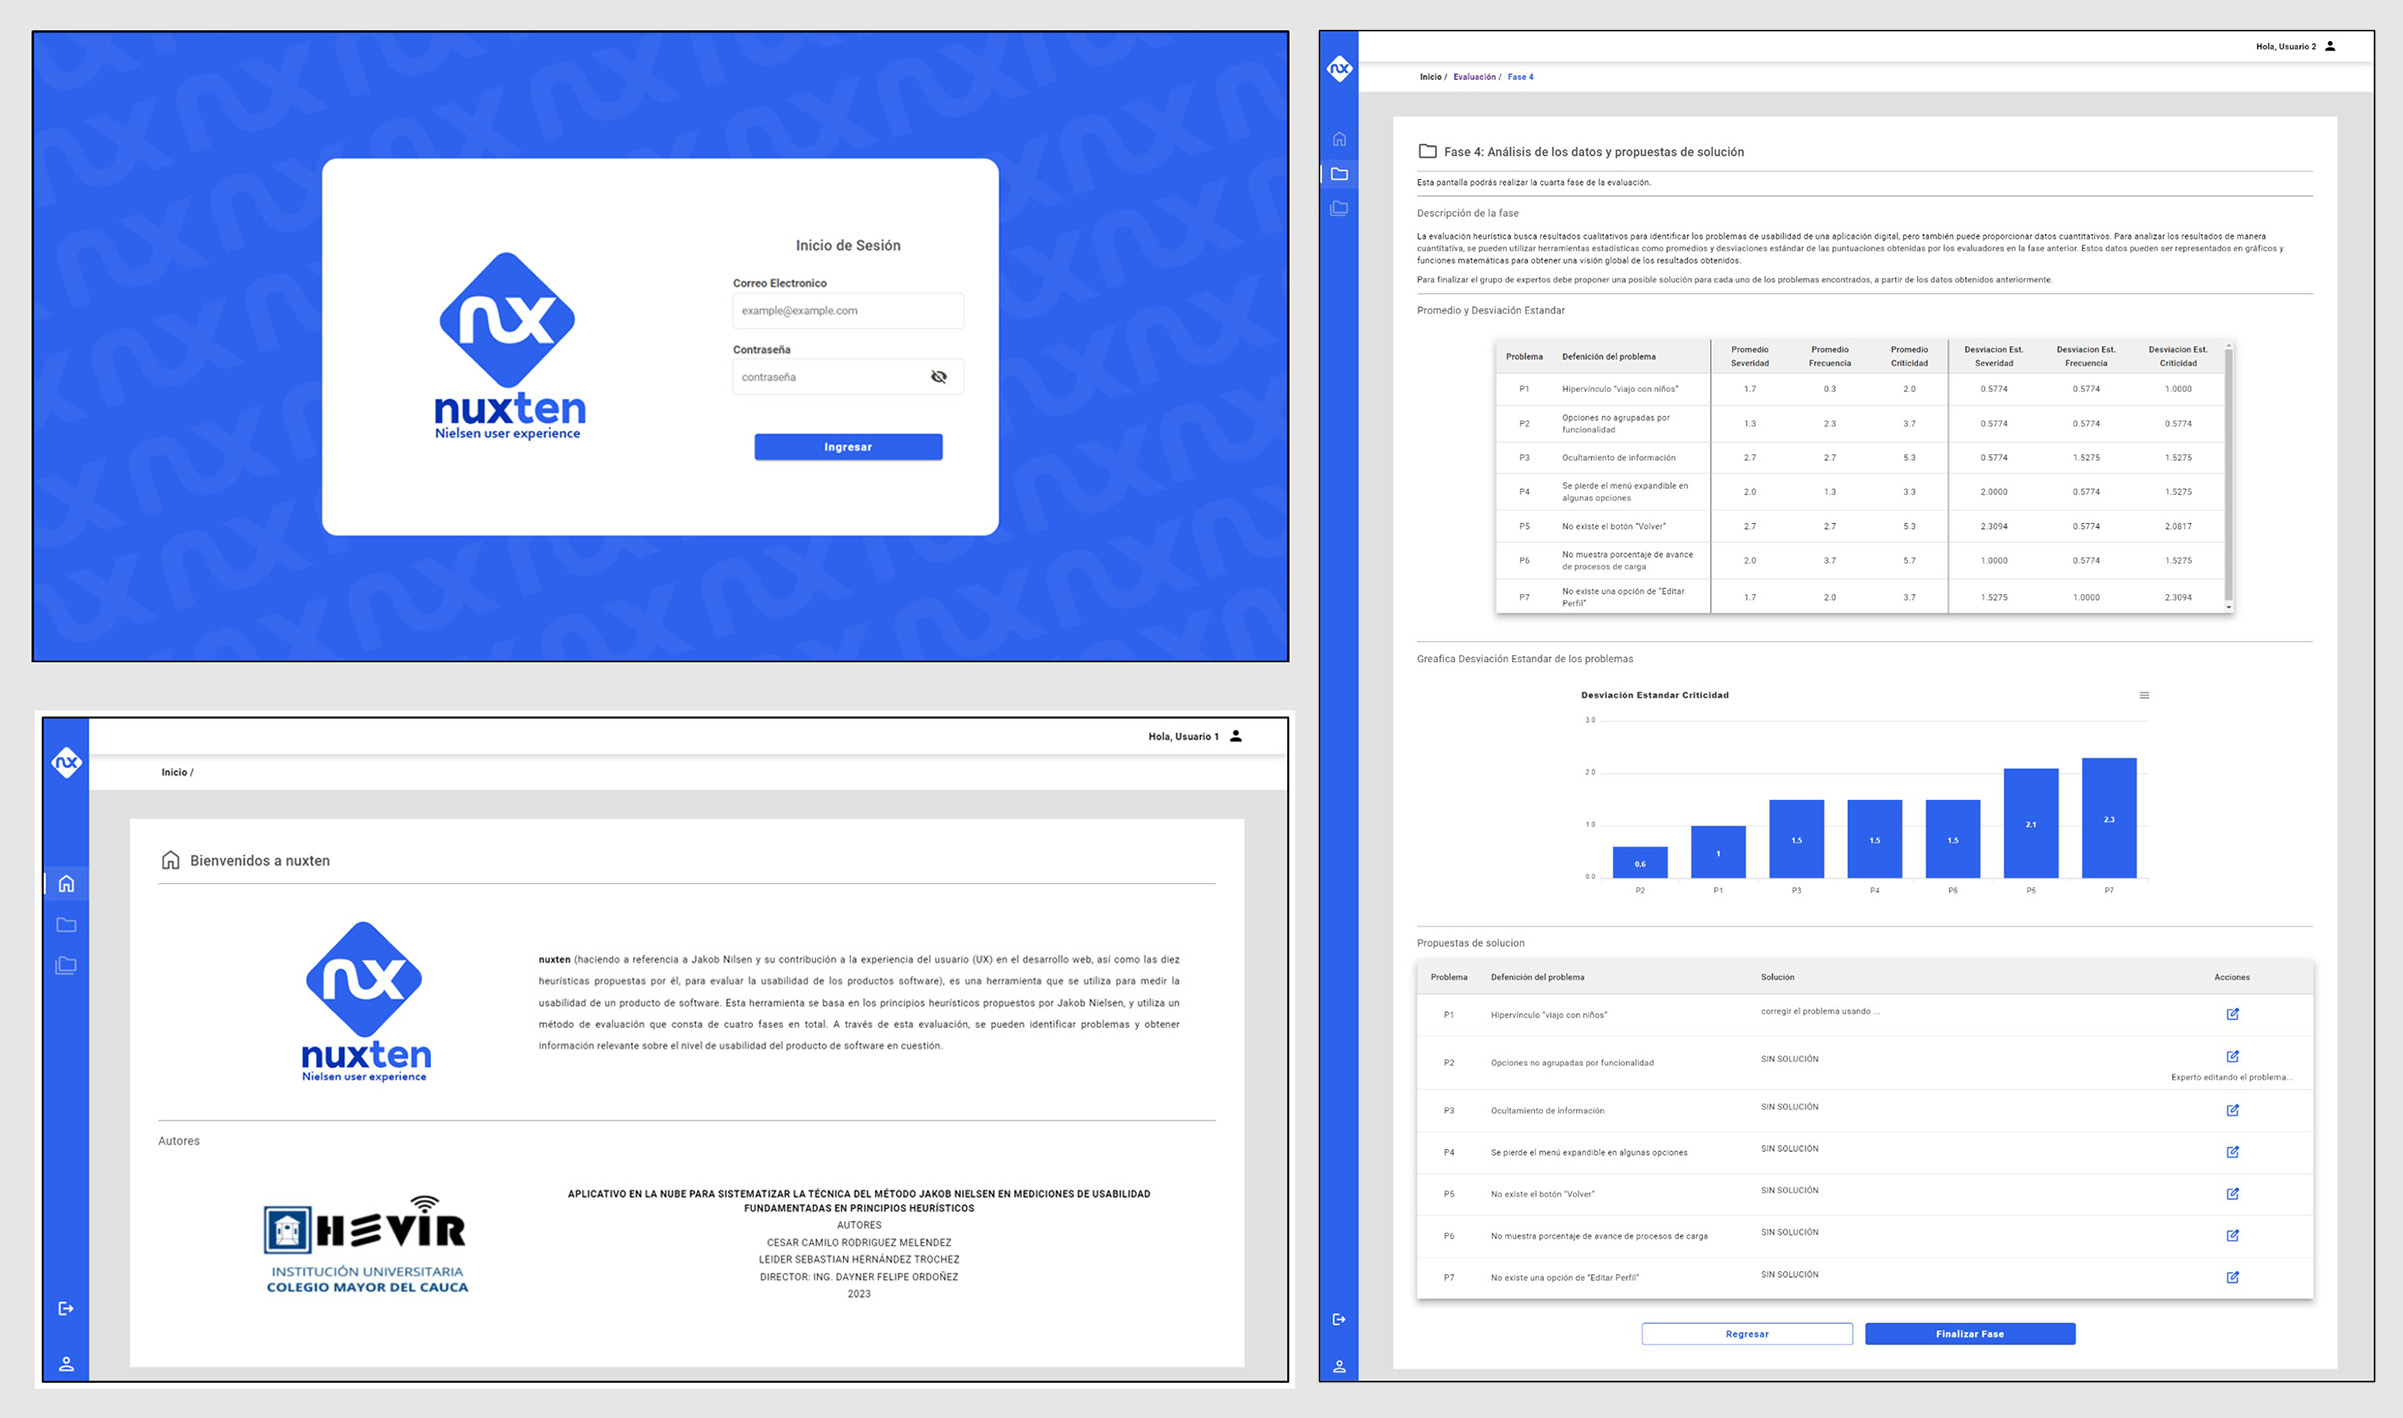 nx
nuxten
Nielsen user experience
Inicio de Sesión
Correo Electronico
example@example.com
Contraseña
contraseña
Ingresar
nx
Hola, Usuario 1
Inicio /
Bienvenidos a nuxten
nx
nuxten
Nielsen user experience
nuxten (haciendo a referencia a Jakob Nilsen y su contribución a la experiencia del usuario (UX) en el desarrollo web, así como las diez
heurísticas propuestas por él, para evaluar la usabilidad de los productos software), es una herramienta que se utiliza para medir la
usabilidad de un producto de software. Esta herramienta se basa en los principios heurísticos propuestos por Jakob Nielsen, y utiliza un
método de evaluación que consta de cuatro fases en total. A través de esta evaluación, se pueden identificar problemas y obtener
información relevante sobre el nivel de usabilidad del producto de software en cuestión.
Autores
HEVIR
INSTITUCIÓN UNIVERSITARIA
COLEGIO MAYOR DEL CAUCA
APLICATIVO EN LA NUBE PARA SISTEMATIZAR LA TÉCNICA DEL MÉTODO JAKOB NIELSEN EN MEDICIONES DE USABILIDAD
FUNDAMENTADAS EN PRINCIPIOS HEURÍSTICOS
AUTORES
CESAR CAMILO RODRIGUEZ MELENDEZ
LEIDER SEBASTIAN HERNÁNDEZ TROCHEZ
DIRECTOR: ING. DAYNER FELIPE ORDOÑEZ
2023
nx
Hola, Usuario 2
Inicio / Evaluación / Fase 4
Fase 4: Análisis de los datos y propuestas de solución
Esta pantalla podrás realizar la cuarta fase de la evaluación.
Descripción de la fase
La evaluación heurística busca resultados cualitativos para identificar los problemas de usabilidad de una aplicación digital, pero también puede proporcionar datos cuantitativos. Para analizar los resultados de manera
cuantitativa, se pueden utilizar herramientas estadísticas como promedios y desviaciones estándar de las puntuaciones obtenidas por los evaluadores en la fase anterior. Estos datos pueden ser representados en gráficos y
funciones matemáticas para obtener una visión global de los resultados obtenidos.
Para finalizar el grupo de expertos debe proponer una posible solución para cada uno de los problemas encontrados, a partir de los datos obtenidos anteriormente.
Promedio y Desviación Estandar
Problema Defenición del problema Promedio Severidad Promedio Frecuencia Promedio Criticidad Desviacion Est. Severidad Desviacion Est. Frecuencia Desviacion Est. Criticidad
P1 Hipervínculo "viajo con niños" 1.7 0.3 2.0 0.5774 0.5774 1.0000
P2 Opciones no agrupadas por funcionalidad 1.3 2.3 3.7 0.5774 0.5774 0.5774
P3 Ocultamiento de información 2.7 2.7 5.3 0.5774 1.5275 1.5275
P4 Se pierde el menú expandible en algunas opciones 2.0 1.3 3.3 2.0000 0.5774 1.5275
P5 No existe el botón "Volver" 2.7 2.7 5.3 2.3094 0.5774 2.0817
P6 No muestra porcentaje de avance de procesos de carga 2.0 3.7 5.7 1.0000 0.5774 1.5275
P7 No existe una opción de "Editar Perfil" 1.7 2.0 3.7 1.5275 1.0000 2.3094
Greafica Desviación Estandar de los problemas
Desviación Estandar Criticidad
3.0
2.0
1.0
0.0
0.6 1 1.5 1.5 1.5 2.1 2.3
P2 P1 P3 P4 P6 P5 P7
Propuestas de solucion
Problema Defenición del problema Solución Acciones
P1 Hipervínculo "viajo con niños" corregir el problema usando ...
P2 Opciones no agrupadas por funcionalidad SIN SOLUCIÓN
Experto editando el problema...
P3 Ocultamiento de información SIN SOLUCIÓN
P4 Se pierde el menú expandible en algunas opciones SIN SOLUCIÓN
P5 No existe el botón "Volver" SIN SOLUCIÓN
P6 No muestra porcentaje de avance de procesos de carga SIN SOLUCIÓN
P7 No existe una opción de "Editar Perfil" SIN SOLUCIÓN
Regresar Finalizar Fase